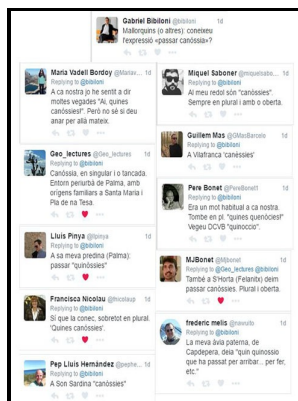 Gabriel Bibiloni @bibiloni 1d
Mallorquins (o altres): coneixeu
l'expressió «passar canóssia»?
Maria Vadell Bordoy @Mariav... 1d
Replying to @bibiloni
A ca nostra jo he sentit a dir
moltes vegades "Ai, quines
canòssies!". Però no sé si deu
anar per allà mateix.
Geo_lectures @Geo_lectures 1d
Replying to @bibiloni
Canòssia, en singular i o tancada.
Entorn periurbà de Palma, amb
orígens familiars a Santa Maria i
Pla de na Tesa.
Lluís Pinya @llpinya 1d
Replying to @bibiloni
A sa meva predina (Palma):
passar "quinòssies"
Francisca Nicolau @fnicolaup 1d
Replying to @bibiloni
Sí que la conec, sobretot en plural.
'Quines canòssies'.
Pep Lluís Hernández @pephe... 1d
Replying to @bibiloni
A Son Sardina "canòssies"
Miquel Saboner @miquelsabo... 1d
Replying to @bibiloni
Al meu redol són "canòssies".
Sempre en plural i amb o oberta.
Guillem Mas @GMasBarcelo 1d
Replying to @bibiloni
A Vilafranca 'canòssies'
Pere Bonet @PereBonet1 1d
Replying to @bibiloni
Era un mot habitual a ca nostra.
Tombe en pl. "quines quenòcies!"
Vegeu DCVB "quinoccio".
MJBonet @Mjbonet 1d
Replying to @Geo_lectures @bibiloni
També a S'Horta (Felanitx) deim
passar canòssies. Plural i oberta.
frederic melis @navuito 1d
Replying to @bibiloni
La meva àvia paterna, de
Capdepera, deia "quin quinossio
que ha passat per arribar... per fer,
etc."